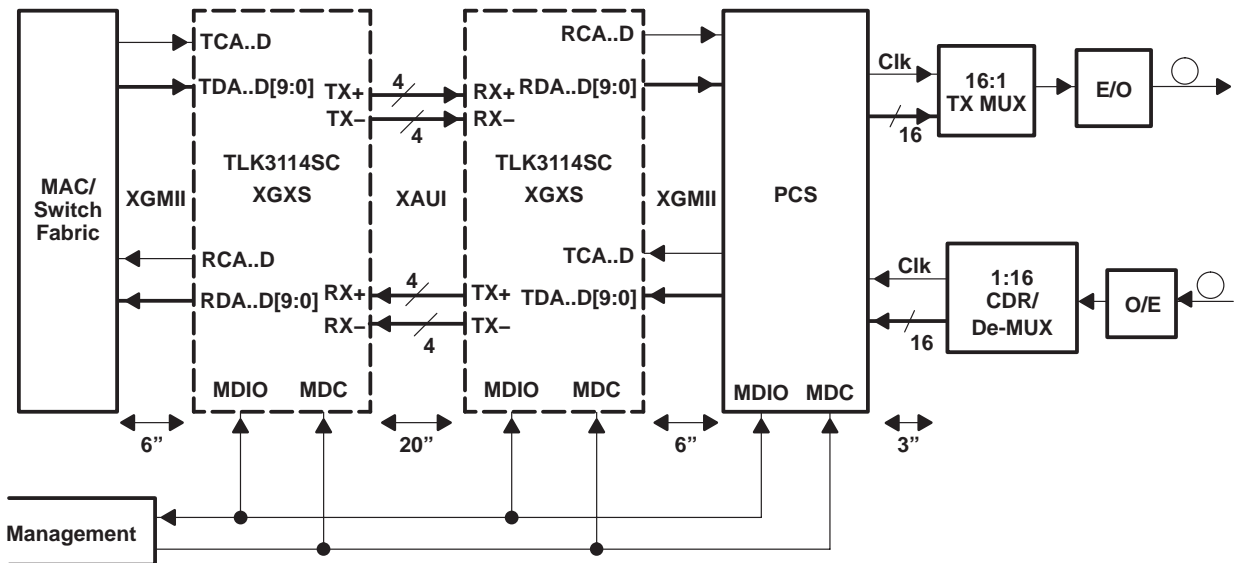 MAC/
Switch
Fabric
XGMII
TCA..D
TDA..D[9:0]
TX+
TX–
TLK3114SC
XGXS
RCA..D
RDA..D[9:0]
RX+
RX–
MDIO
MDC
4
4
XAUI
4
4
RCA..D
RX+
RDA..D[9:0]
RX–
TLK3114SC
XGXS
TCA..D
TX+
TDA..D[9:0]
TX–
MDIO
MDC
XGMII
PCS
MDIO
MDC
Clk
16
16:1
TX MUX
E/O
Clk
16
1:16
CDR/
De-MUX
O/E
6”
20”
6”
3”
Management